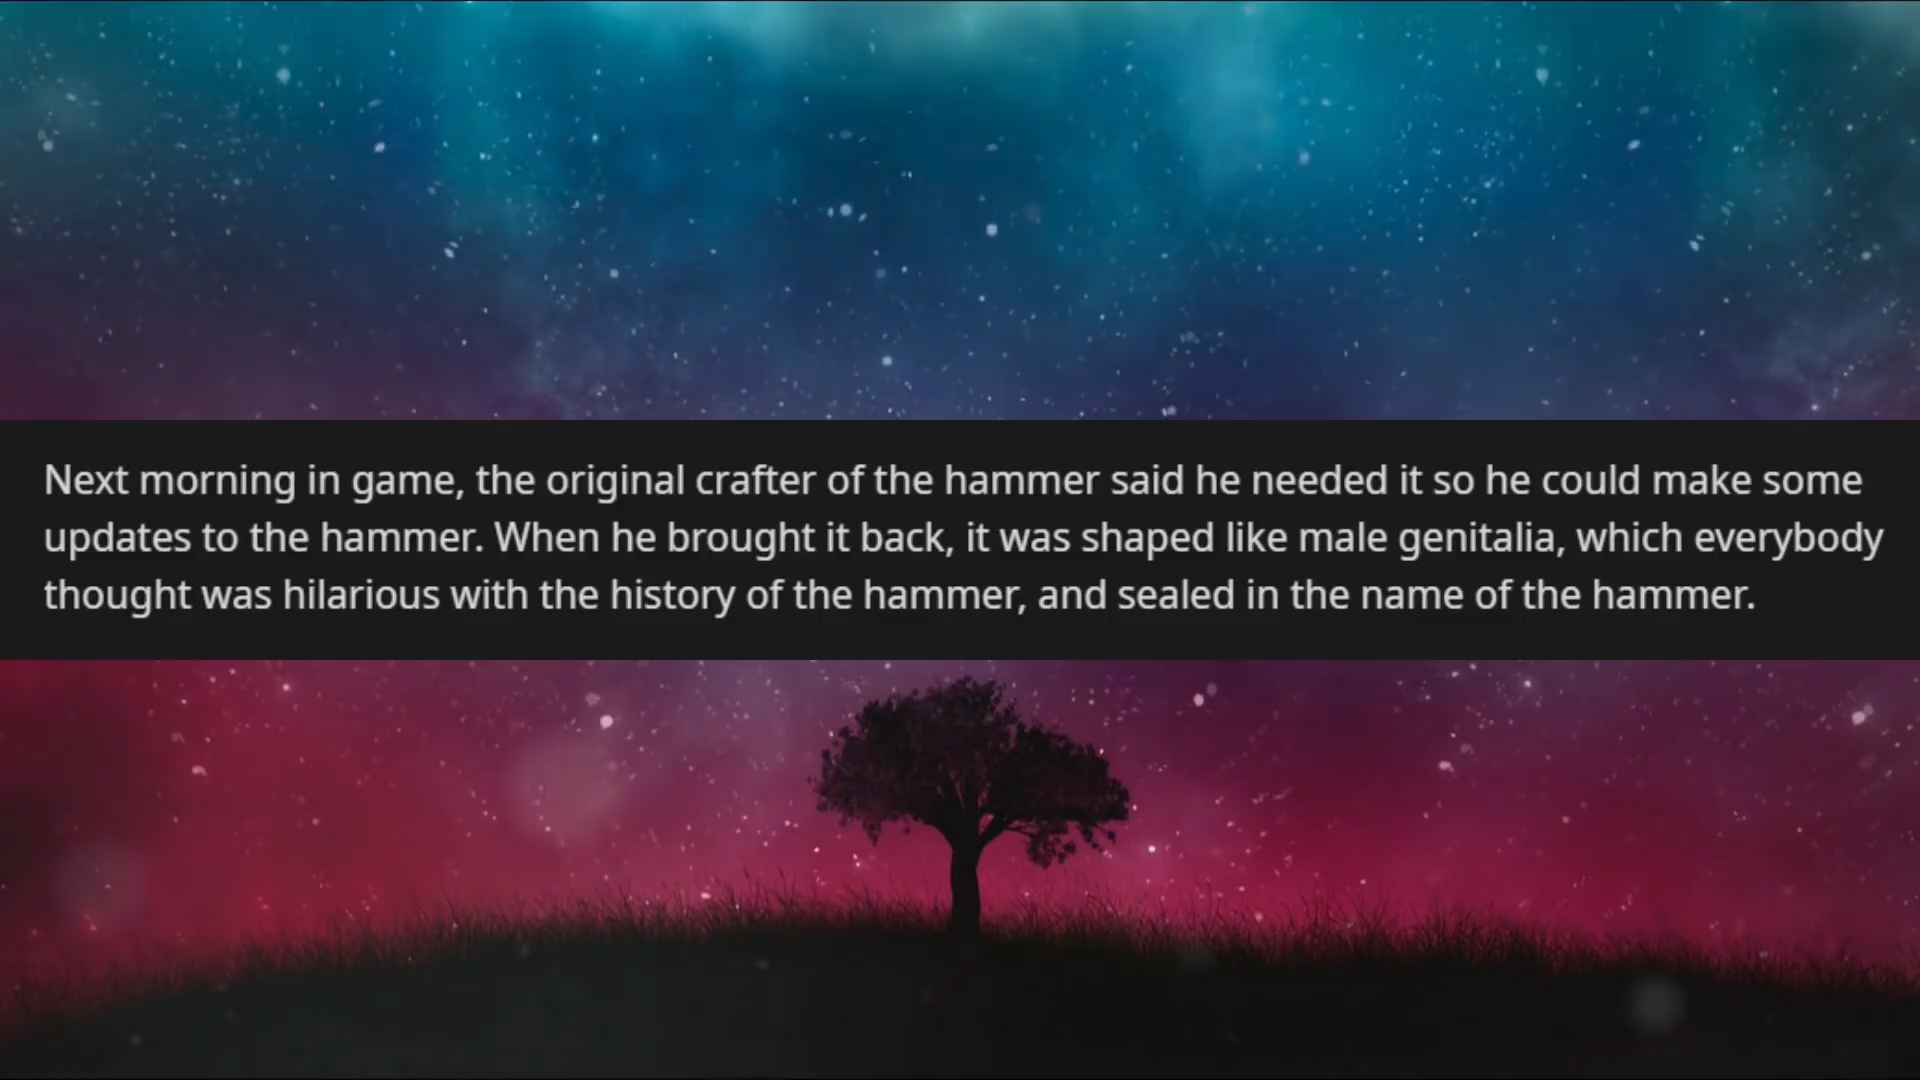 Next morning in game, the original crafter of the hammer said he needed it so he could make some
updates to the hammer. When he brought it back, it was shaped like male genitalia, which everybody
thought was hilarious with the history of the hammer, and sealed in the name of the hammer.